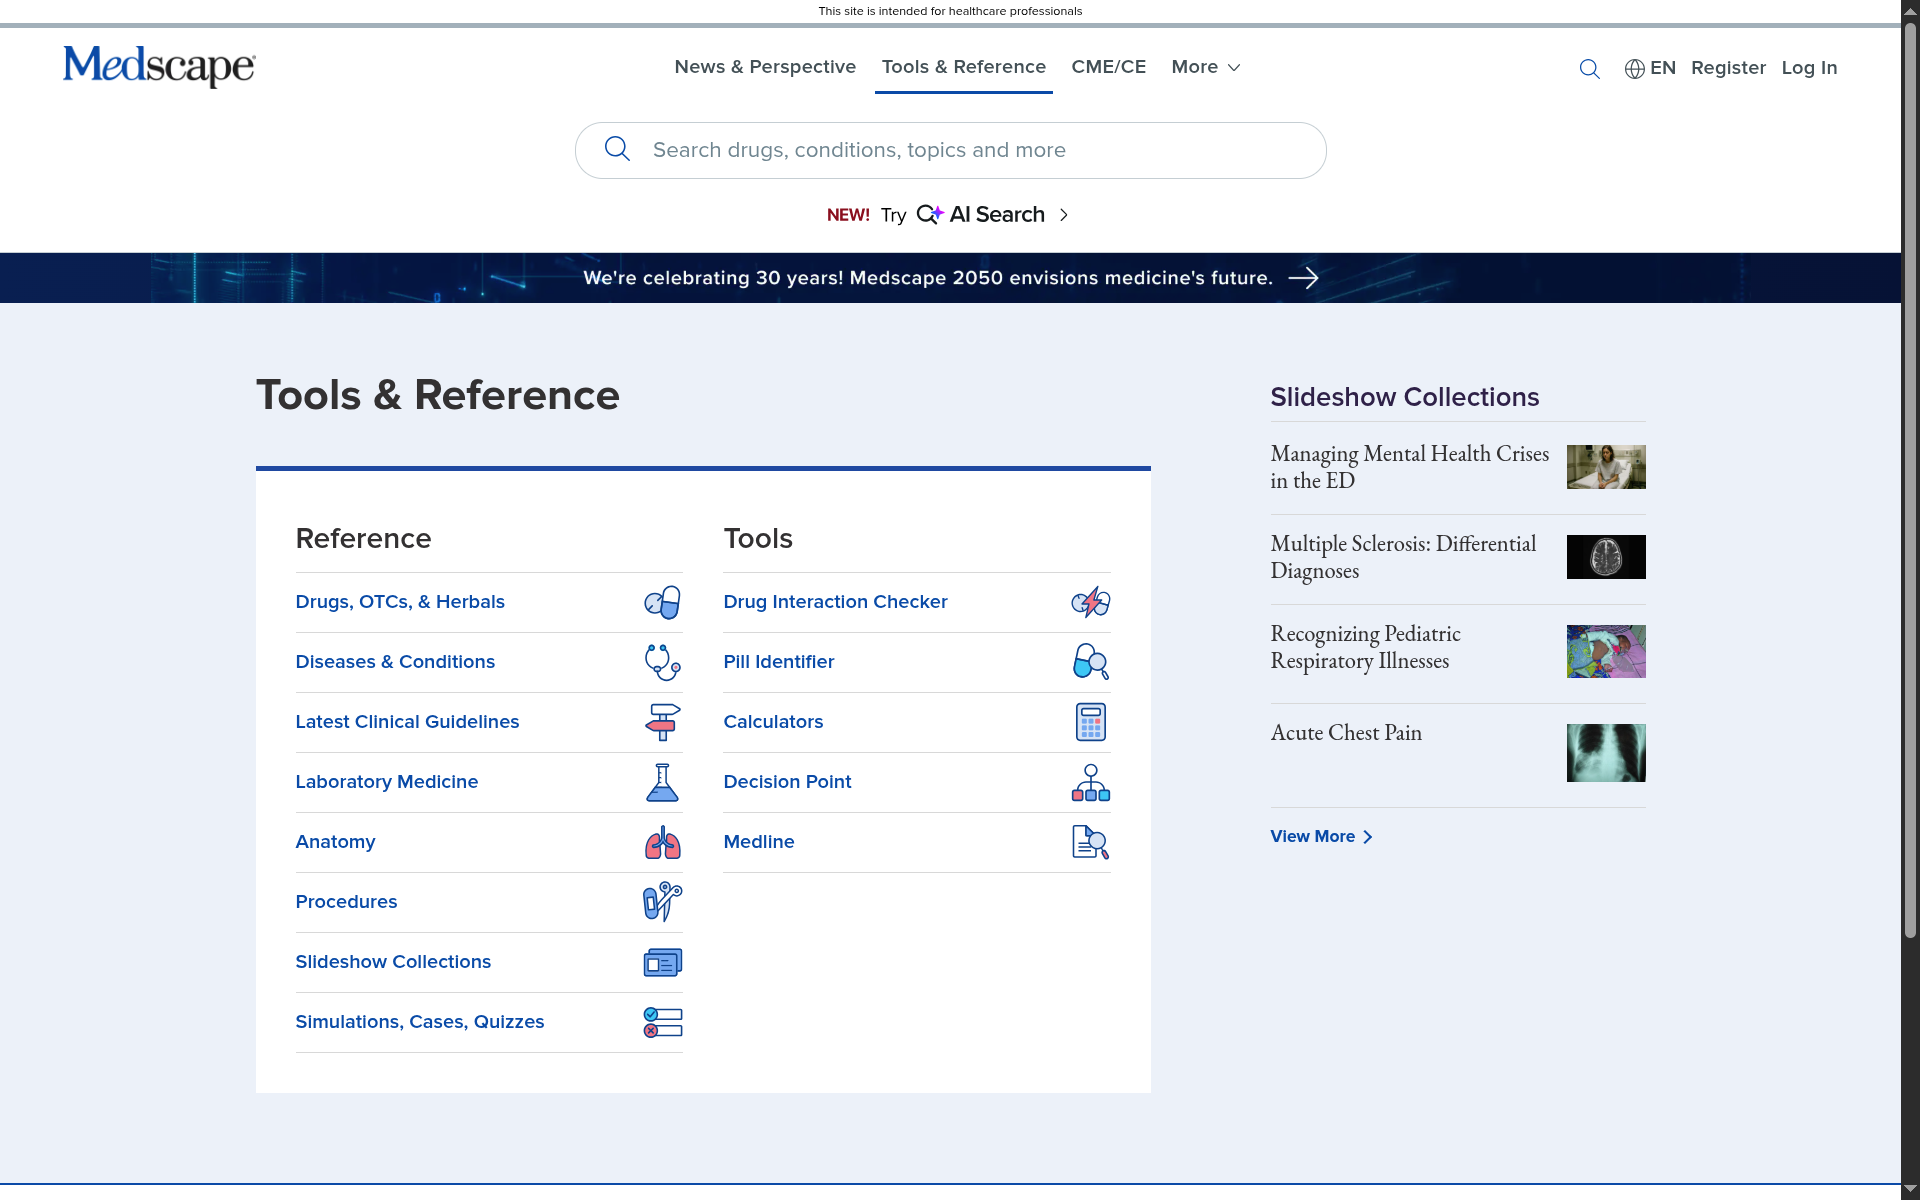 This site is intended for healthcare professionals
Medscape
News & Perspective
Tools & Reference
CME/CE
More
EN
Register
Log In
Search drugs, conditions, topics and more
NEW! Try AI Search
We're celebrating 30 years! Medscape 2050 envisions medicine's future.
Tools & Reference
Reference
Drugs, OTCs, & Herbals
Diseases & Conditions
Latest Clinical Guidelines
Laboratory Medicine
Anatomy
Procedures
Slideshow Collections
Simulations, Cases, Quizzes
Tools
Drug Interaction Checker
Pill Identifier
Calculators
Decision Point
Medline
Slideshow Collections
Managing Mental Health Crises
in the ED
Multiple Sclerosis: Differential
Diagnoses
Recognizing Pediatric
Respiratory Illnesses
Acute Chest Pain
View More